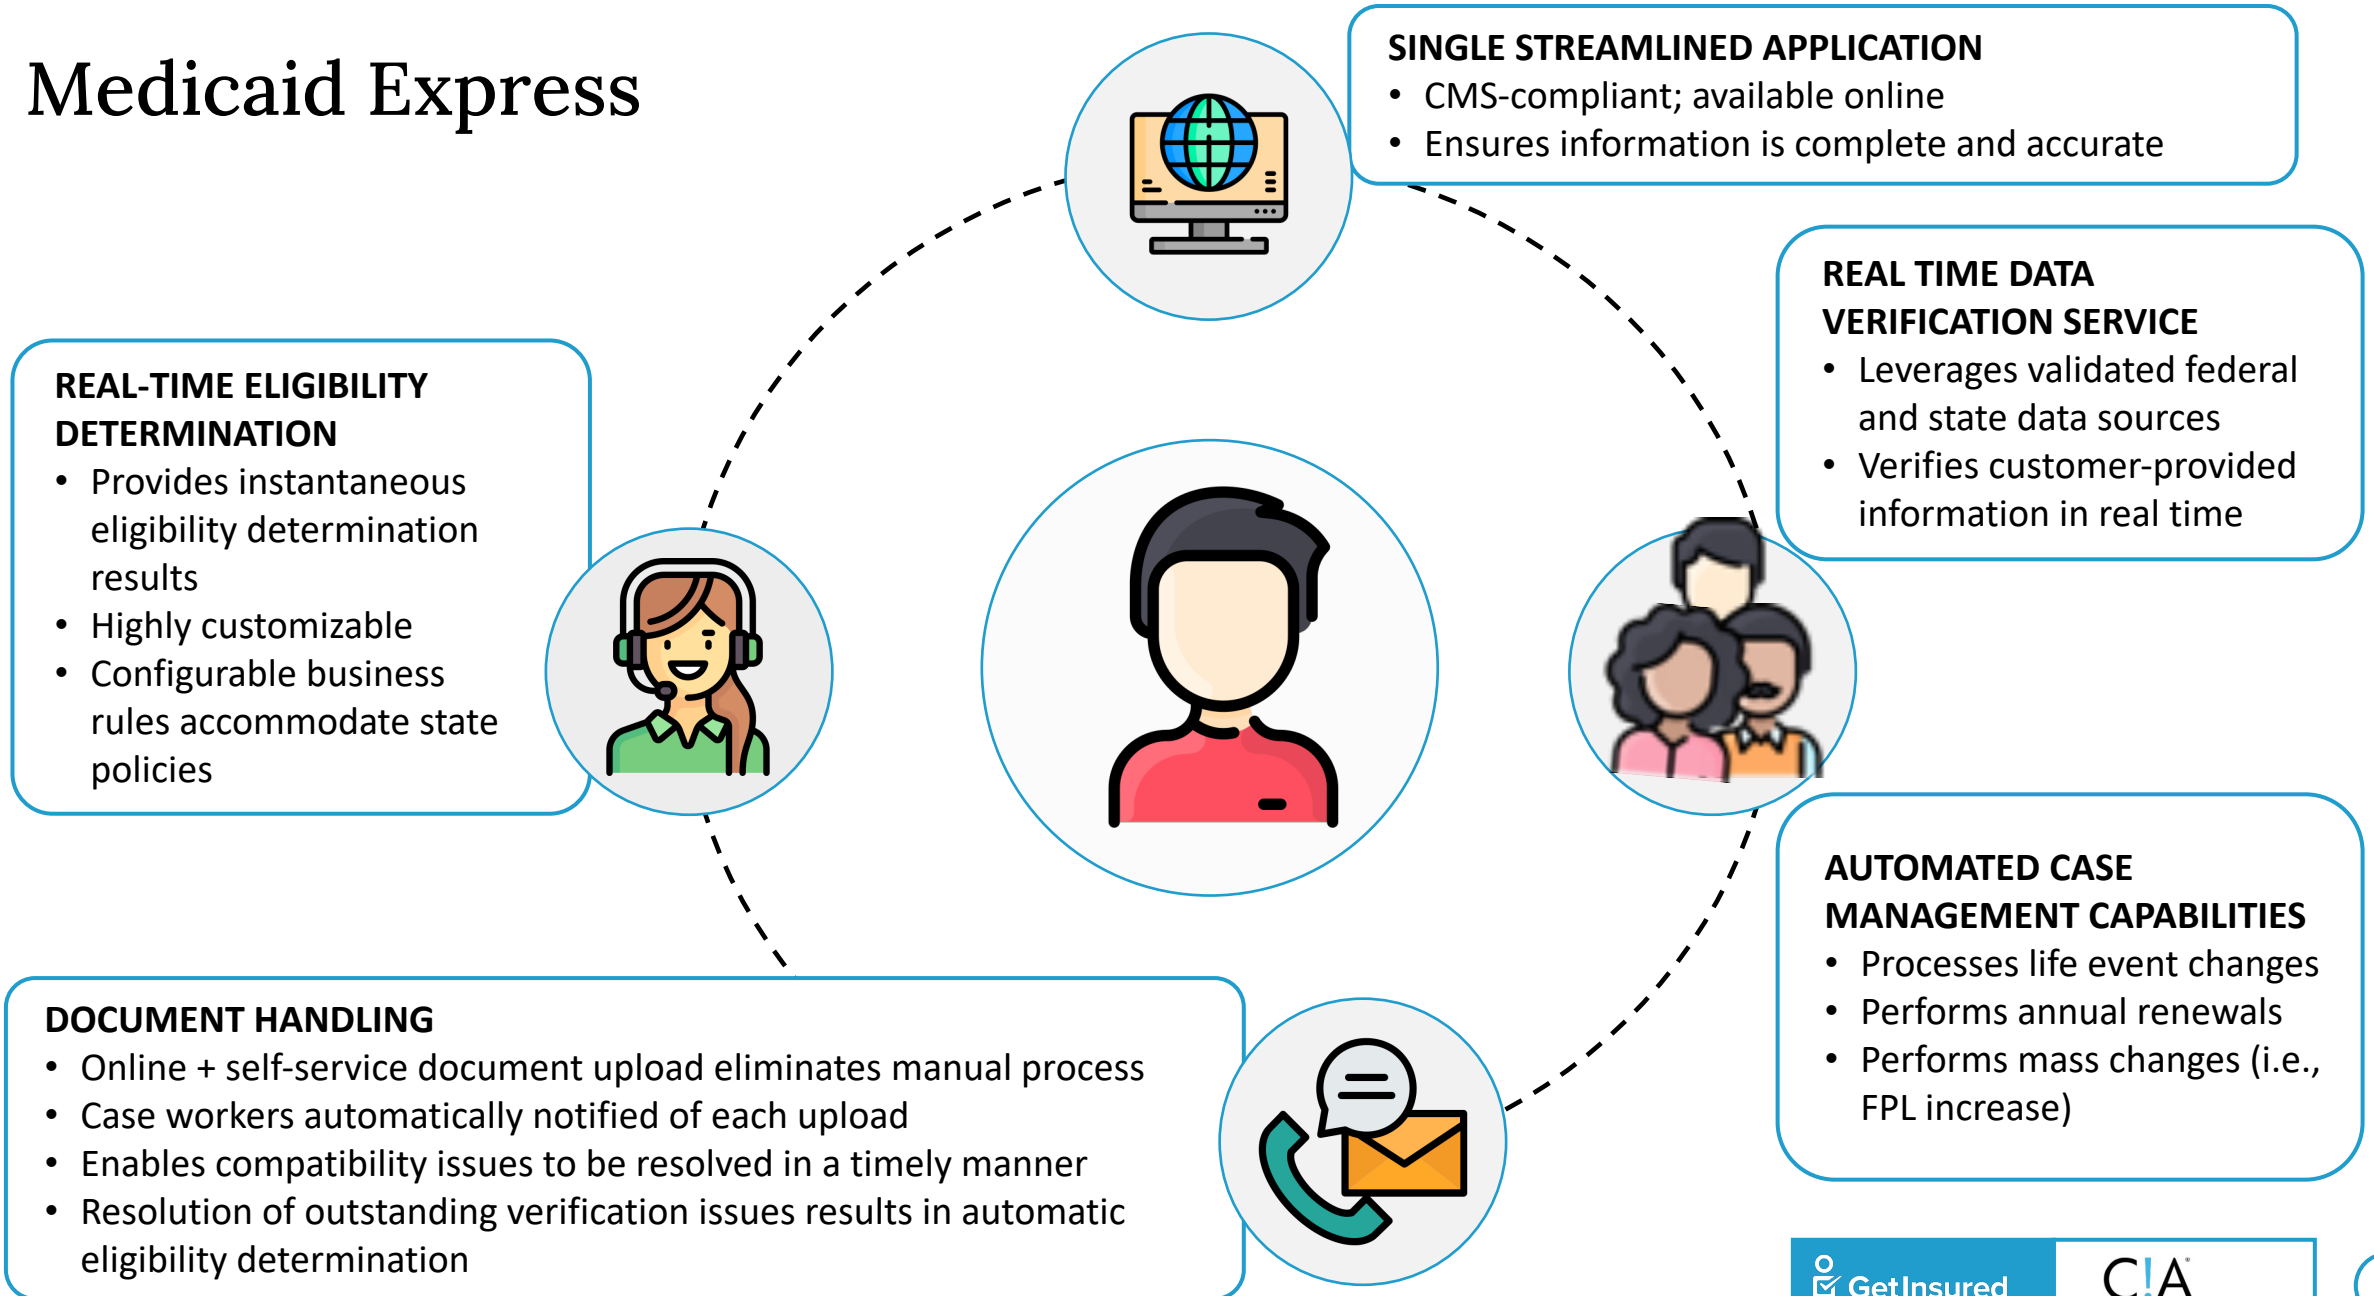 Medicaid Express
SINGLE STREAMLINED APPLICATION
• CMS-compliant; available online
• Ensures information is complete and accurate
REAL TIME DATA
VERIFICATION SERVICE
• Leverages validated federal
and state data sources
• Verifies customer-provided
information in real time
REAL-TIME ELIGIBILITY
DETERMINATION
• Provides instantaneous
eligibility determination
results
• Highly customizable
• Configurable business
rules accommodate state
policies
AUTOMATED CASE
MANAGEMENT CAPABILITIES
• Processes life event changes
• Performs annual renewals
• Performs mass changes (i.e.,
FPL increase)
DOCUMENT HANDLING
• Online + self-service document upload eliminates manual process
• Case workers automatically notified of each upload
• Enables compatibility issues to be resolved in a timely manner
• Resolution of outstanding verification issues results in automatic
eligibility determination
GetInsured
C!A